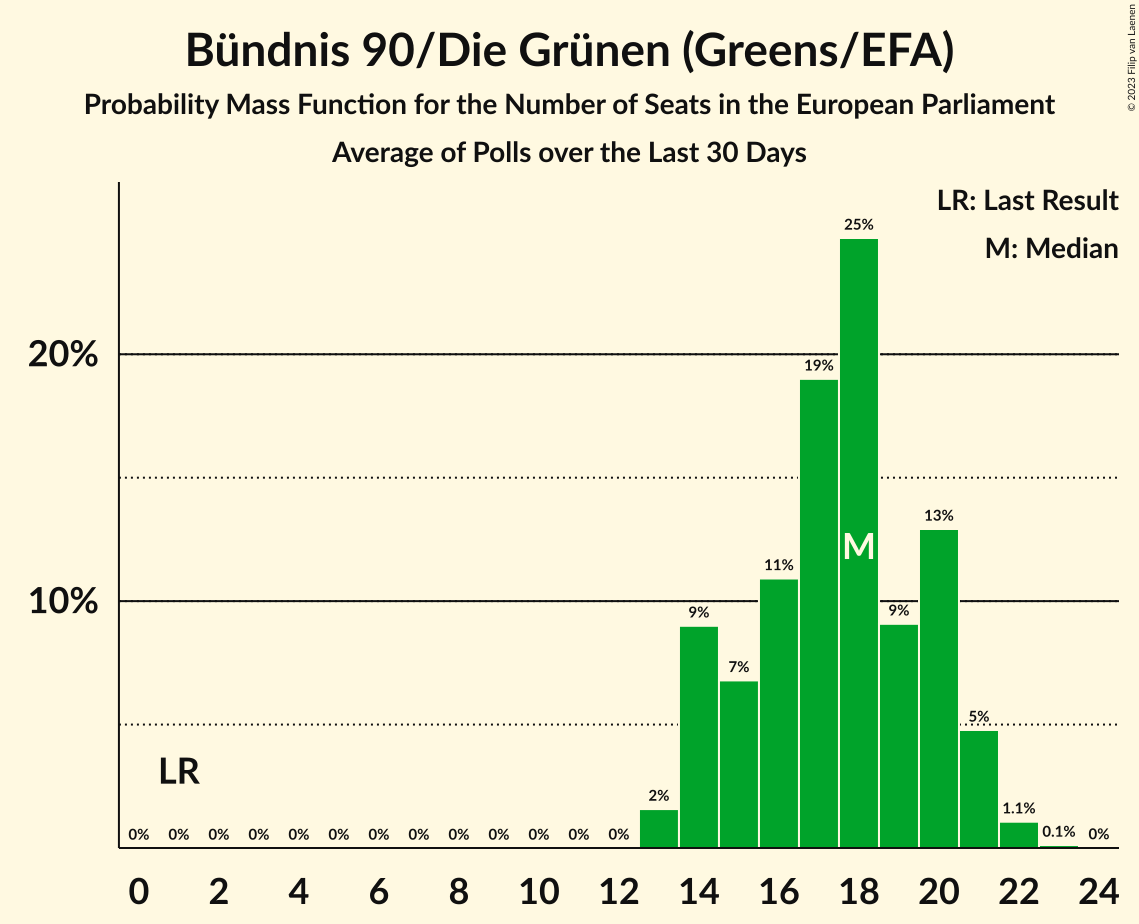 Bündnis 90/Die Grünen (Greens/EFA)
Probability Mass Function for the Number of Seats in the European Parliament
Average of Polls over the Last 30 Days
© 2023 Filip van Laenen
LR: Last Result
M: Median
25%
20%
19%
13%
M
11%
10%
9%
9%
7%
5%
LR
2%
1.1%
0% 0% 0% 0% 0% 0% 0% 0% 0% 0% 0% 0% 0% 0.1% 0%
0 2 4 6 8 10 12 14 16 18 20 22 24